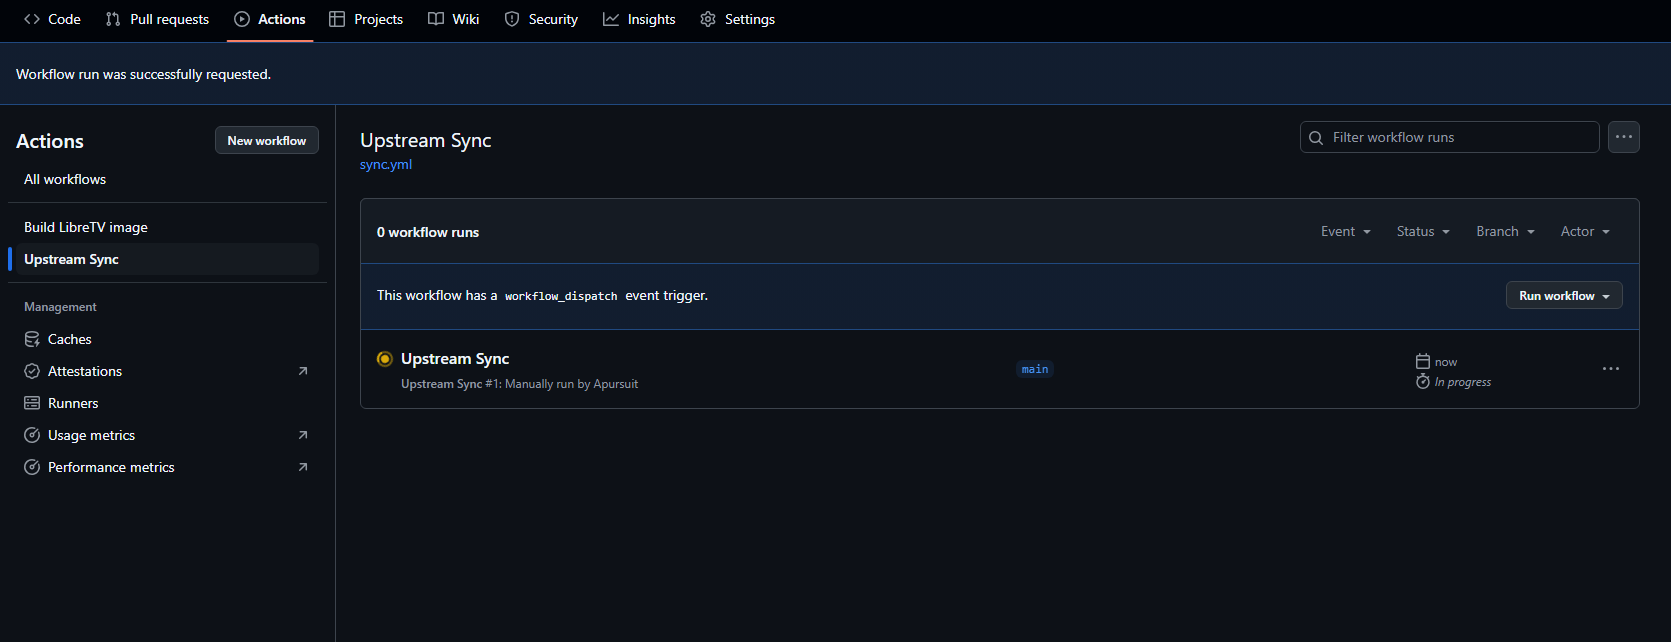 Code Pull requests Actions Projects Wiki Security Insights Settings
Workflow run was successfully requested.
Actions
New workflow
All workflows
Build LibreTV image
Upstream Sync
Management
Caches
Attestations
Runners
Usage metrics
Performance metrics
Upstream Sync
sync.yml
Filter workflow runs
0 workflow runs
Event Status Branch Actor
This workflow has a workflow_dispatch event trigger.
Run workflow
Upstream Sync
Upstream Sync #1: Manually run by Apursuit
main
now
In progress